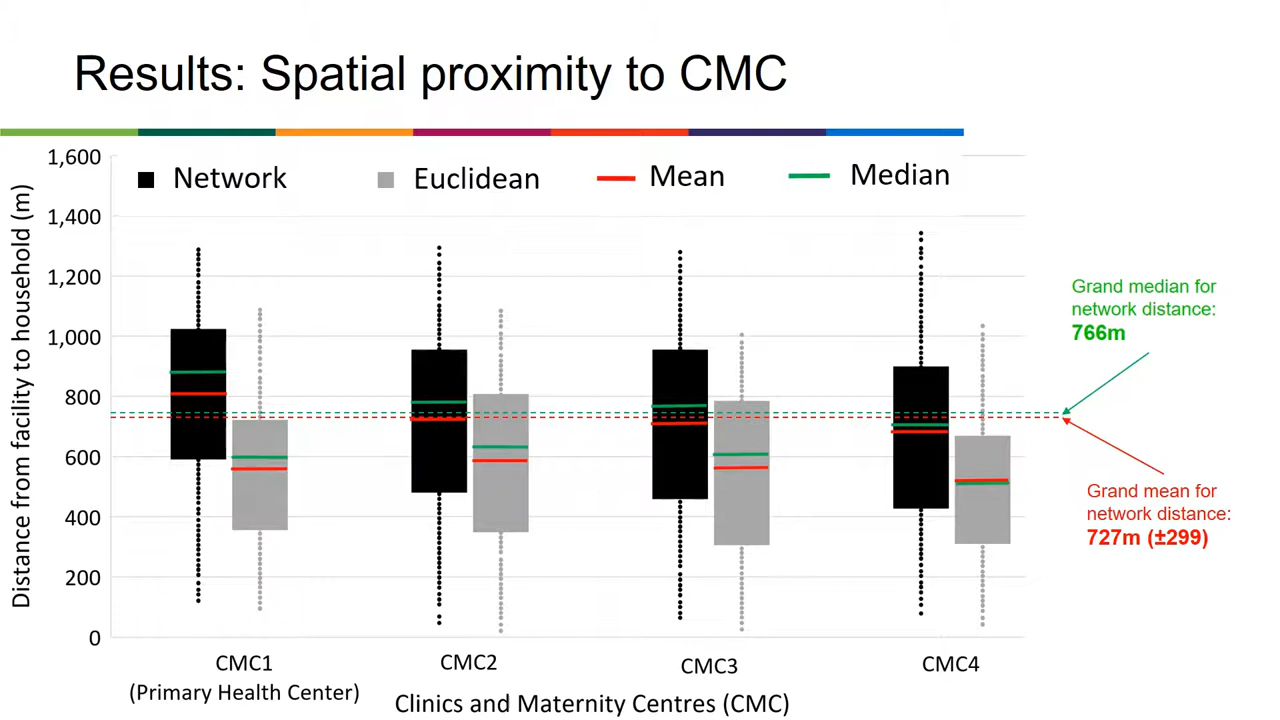 Results: Spatial proximity to CMC
Distance from facility to household (m)
1,600
1,400
1,200
1,000
800
600
400
200
0
Network
Euclidean
Mean
Median
Grand median for
network distance:
766m
Grand mean for
network distance:
727m (±299)
CMC1
(Primary Health Center)
CMC2
CMC3
CMC4
Clinics and Maternity Centres (CMC)